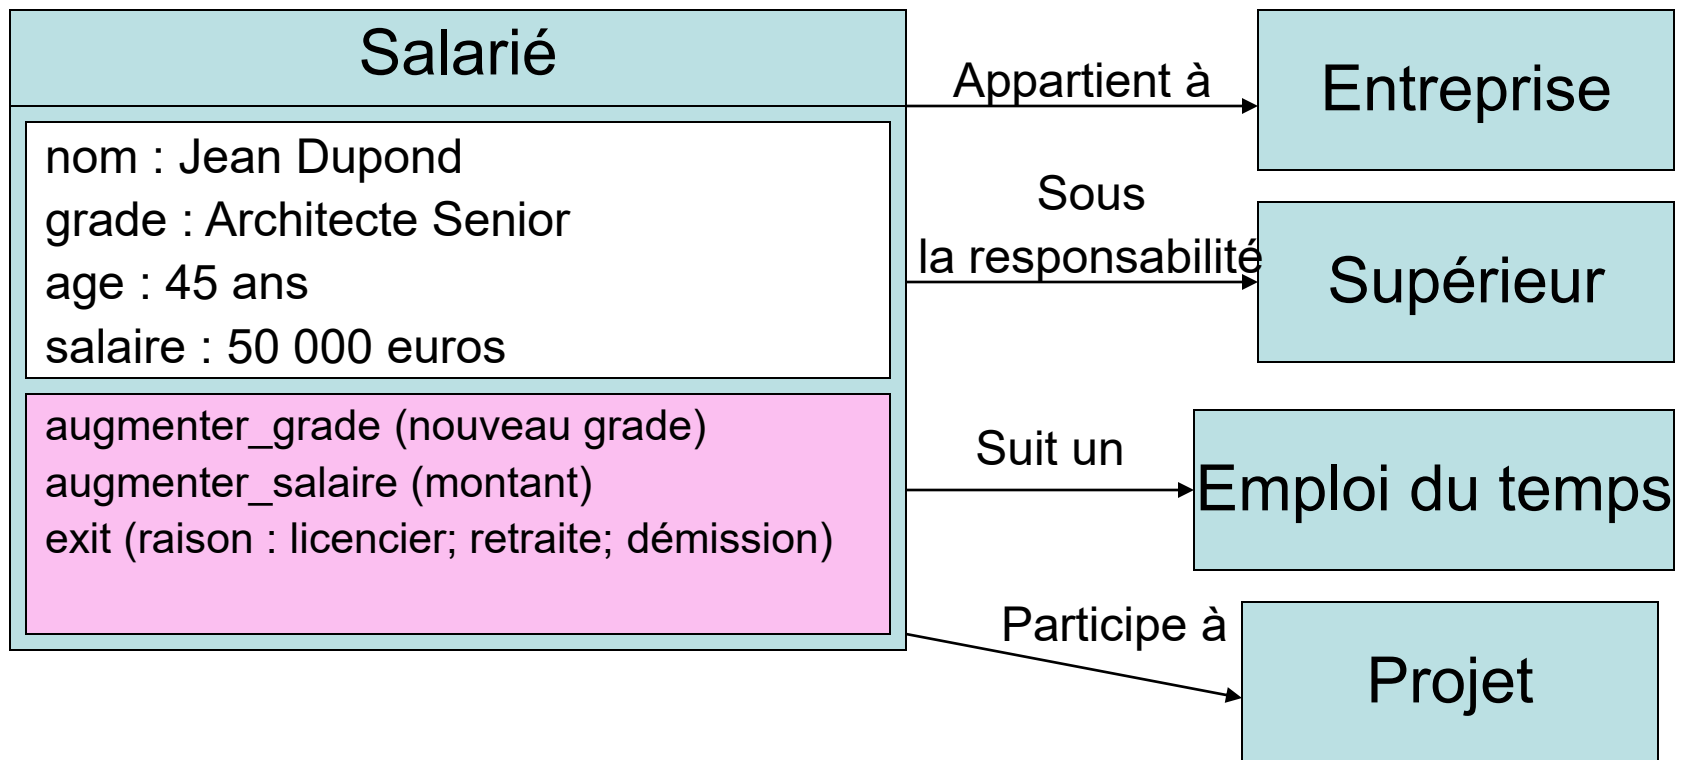 Salarié
nom : Jean Dupond
grade : Architecte Senior
age : 45 ans
salaire : 50 000 euros
augmenter_grade (nouveau grade)
augmenter_salaire (montant)
exit (raison : licencier; retraite; démission)
Appartient à
Entreprise
Sous
la responsabilité
Supérieur
Suit un
Emploi du temps
Participe à
Projet